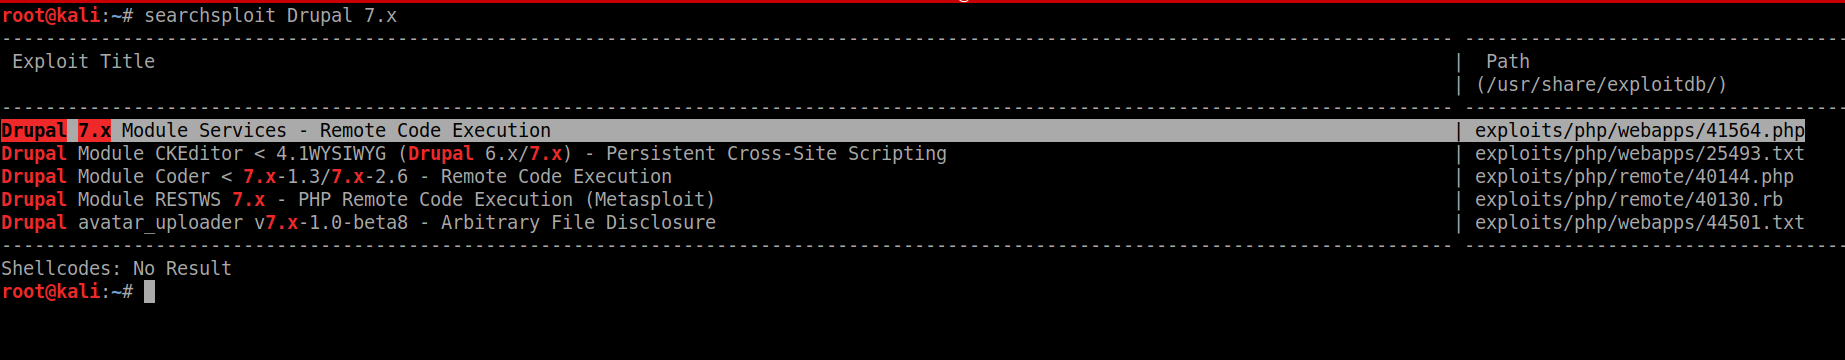 root@kali:~# searchsploit Drupal 7.x
--------------------------------------------------------------------------------------------------------------------------------- ----------------------------------
Exploit Title | Path
| (/usr/share/exploitdb/)
--------------------------------------------------------------------------------------------------------------------------------- ----------------------------------
Drupal 7.x Module Services - Remote Code Execution | exploits/php/webapps/41564.php
Drupal Module CKEditor < 4.1WYSIWYG (Drupal 6.x/7.x) - Persistent Cross-Site Scripting | exploits/php/webapps/25493.txt
Drupal Module Coder < 7.x-1.3/7.x-2.6 - Remote Code Execution | exploits/php/remote/40144.php
Drupal Module RESTWS 7.x - PHP Remote Code Execution (Metasploit) | exploits/php/remote/40130.rb
Drupal avatar_uploader v7.x-1.0-beta8 - Arbitrary File Disclosure | exploits/php/webapps/44501.txt
--------------------------------------------------------------------------------------------------------------------------------- ----------------------------------
Shellcodes: No Result
root@kali:~#